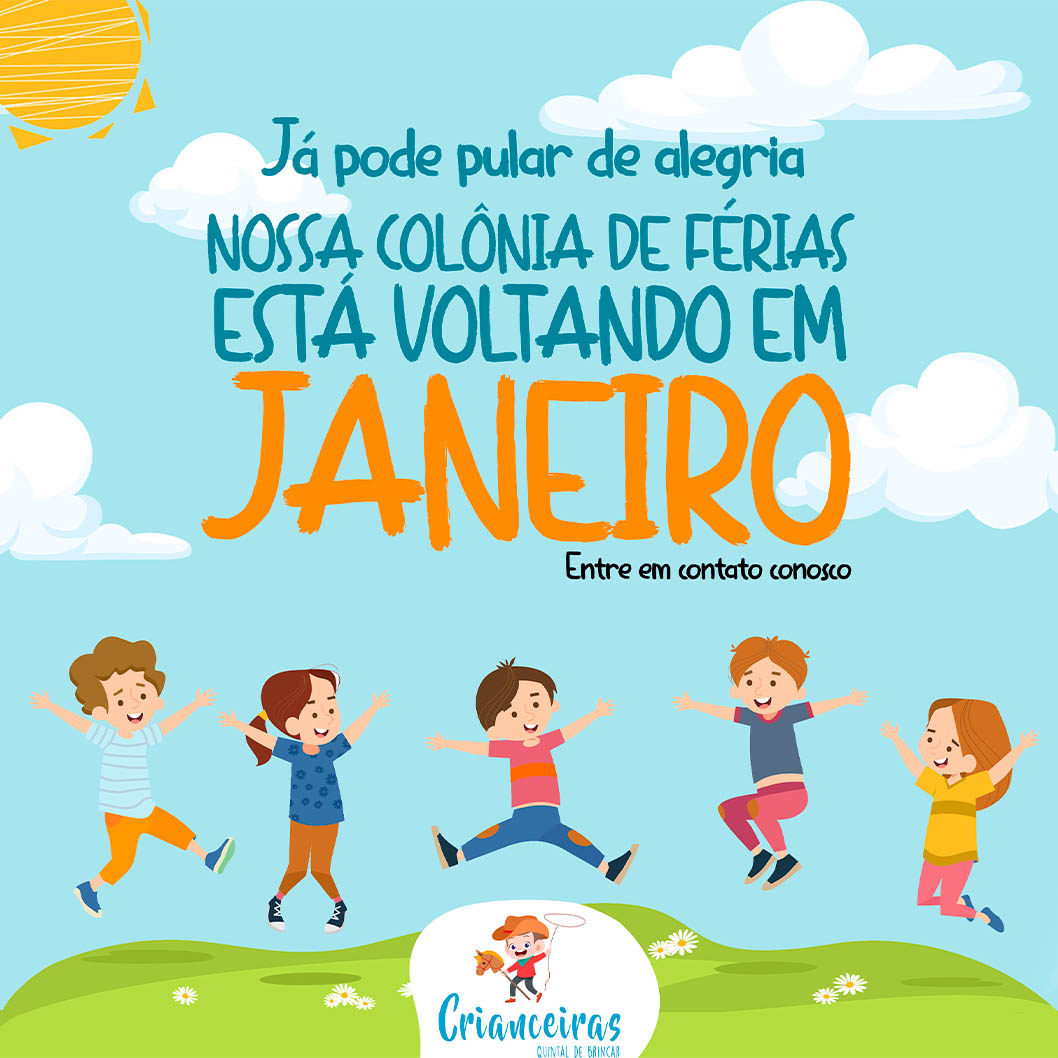 Já pode pular de alegria
NOSSA COLÔNIA DE FÉRIAS
ESTÁ VOLTANDO EM
JANEIRO
Entre em contato conosco
Crianceiras
QUINTAL DE BRINCAR